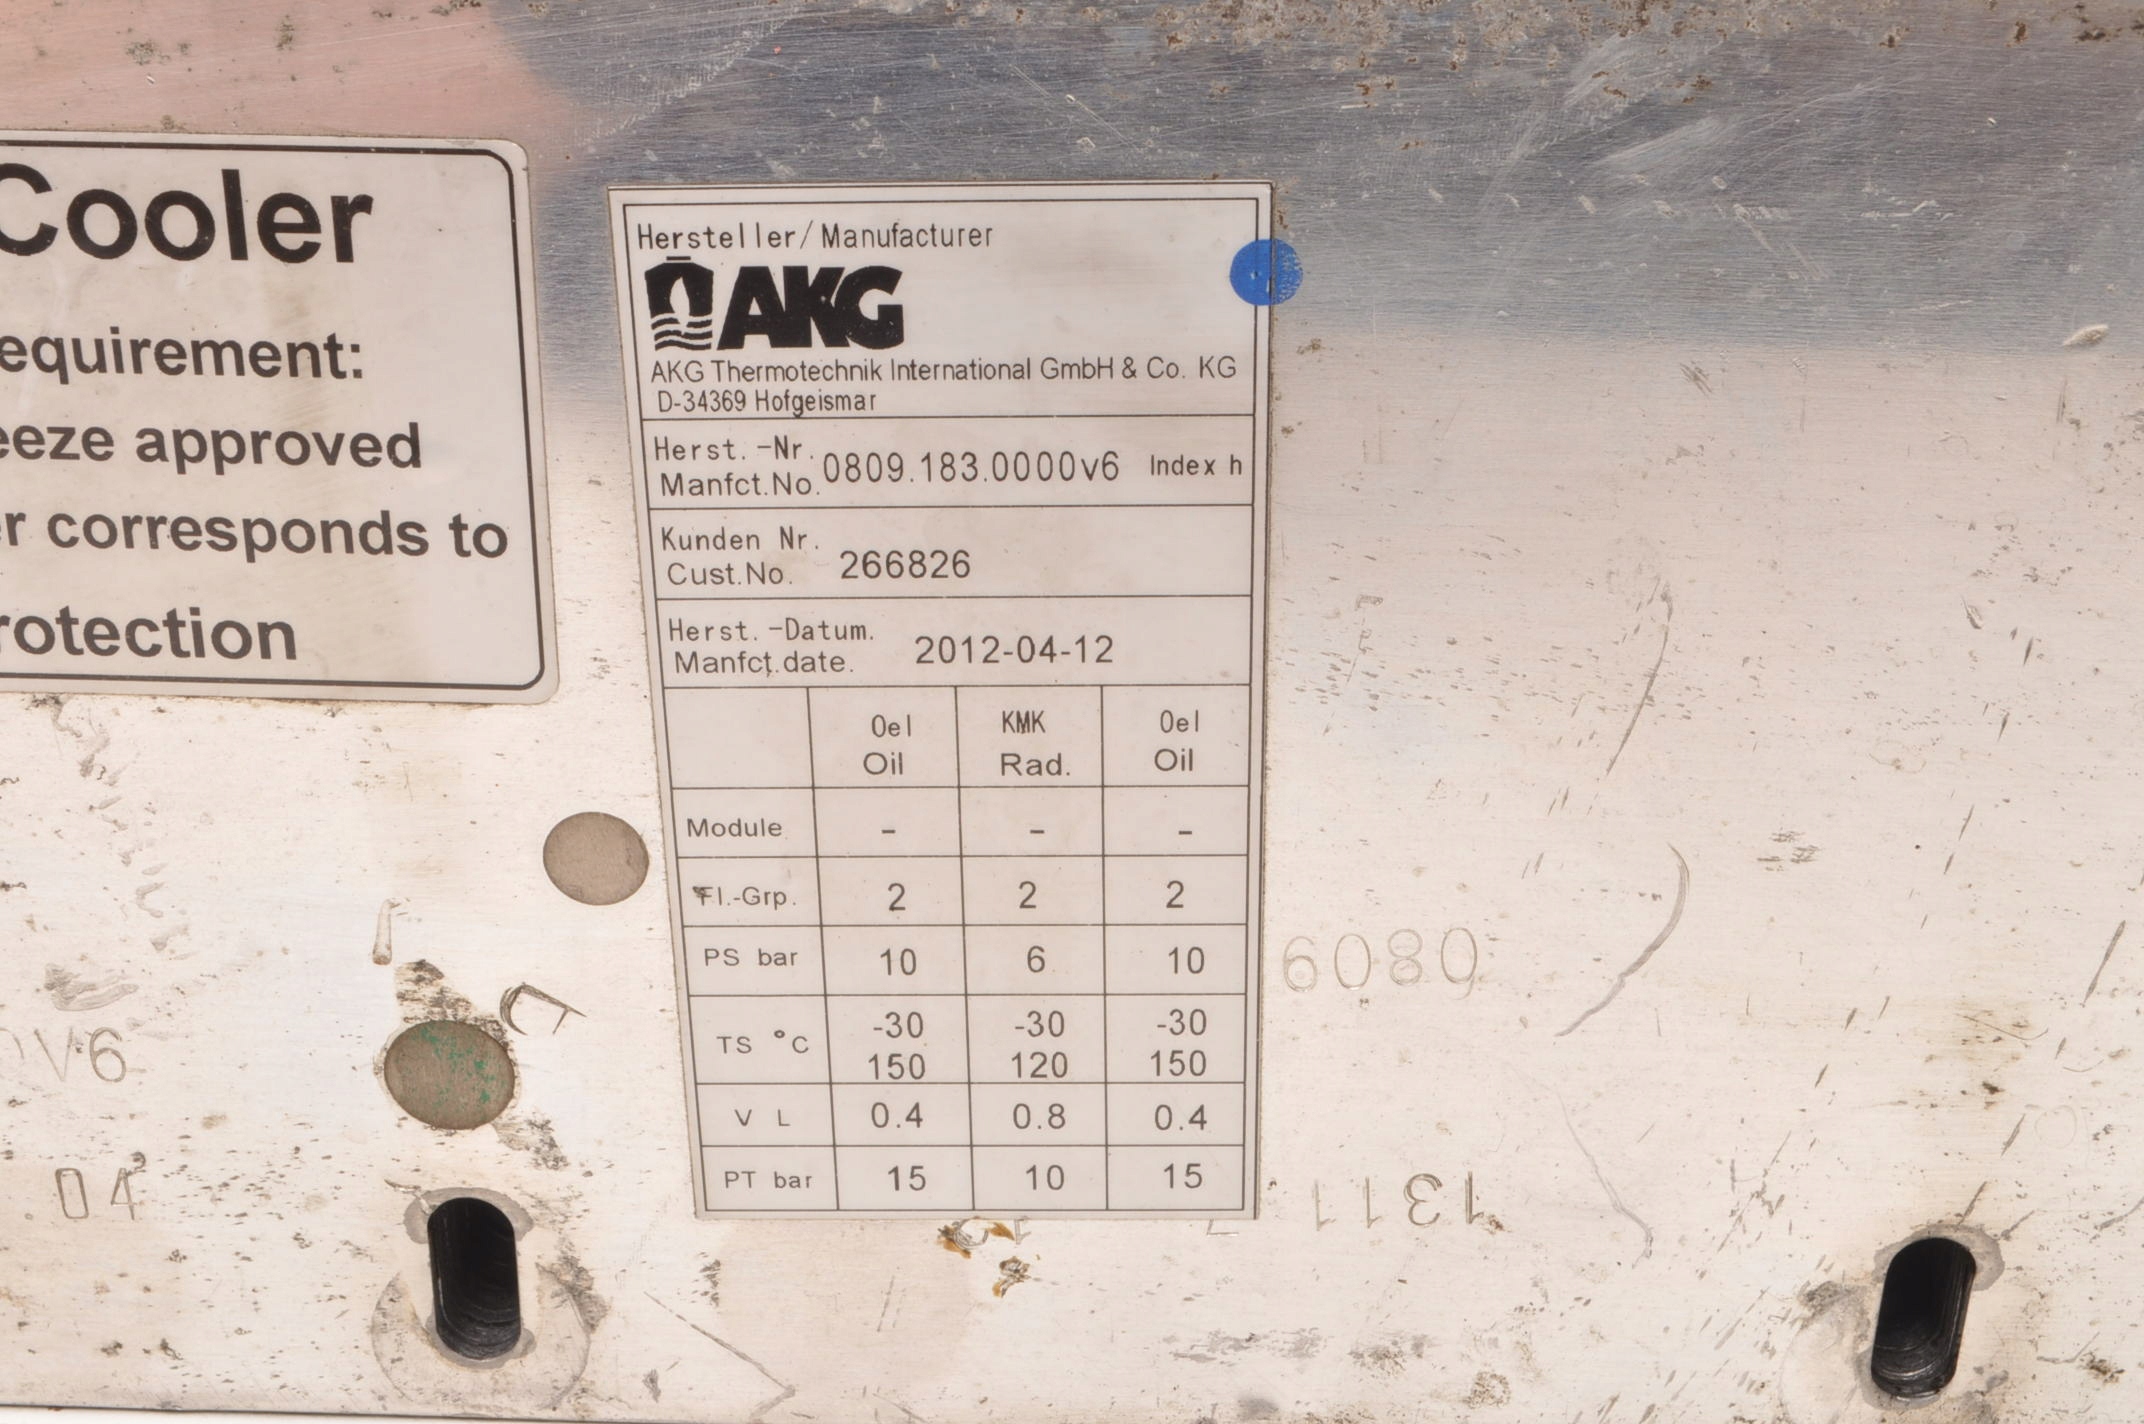 Cooler
equirement:
eeze approved
er corresponds to
rotection
Hersteller/Manufacturer
AKG
AKG Thermotechnik International GmbH & Co. KG
D-34369 Hofgeismar
Herst.-Nr.
Manfct.No. 0809.183.0000v6 Index h
Kunden Nr.
Cust.No. 266826
Herst.-Datum.
Manfct.date. 2012-04-12
Oel KMK Oel
Oil Rad. Oil
Module - - -
Fl.-Grp. 2 2 2
PS bar 10 6 10
TS °C -30 -30 -30
150 120 150
V L 0.4 0.8 0.4
PT bar 15 10 15
0809
V6
.04
1311